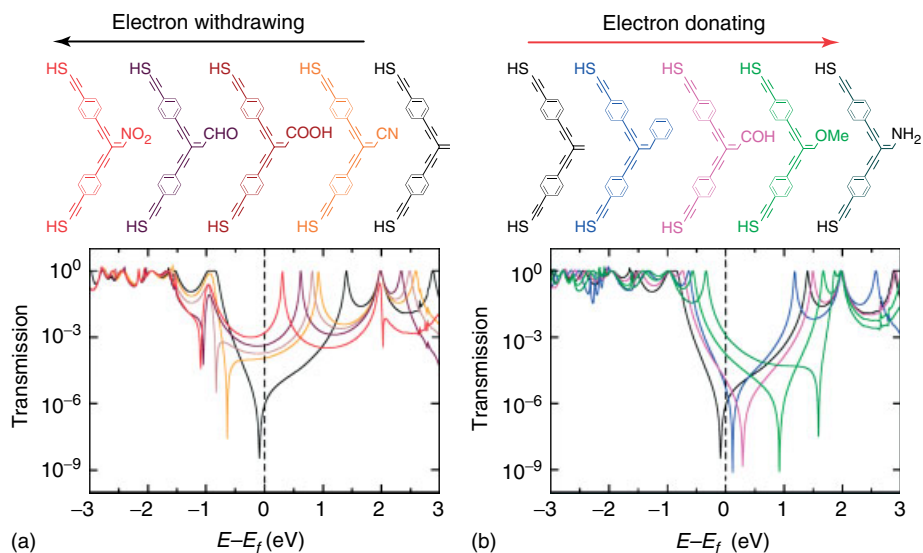 Electron withdrawing
Electron donating
HS HS HS HS HS
HS HS HS HS HS
NO2 CHO COOH CN
COH OMe NH2
HS HS HS HS HS
HS HS HS HS HS
Transmission
10^0
10^−3
10^−6
10^−9
−3 −2 −1 0 1 2 3
(a)
E–Ef (eV)
Transmission
10^0
10^−3
10^−6
10^−9
−3 −2 −1 0 1 2 3
(b)
E–Ef (eV)